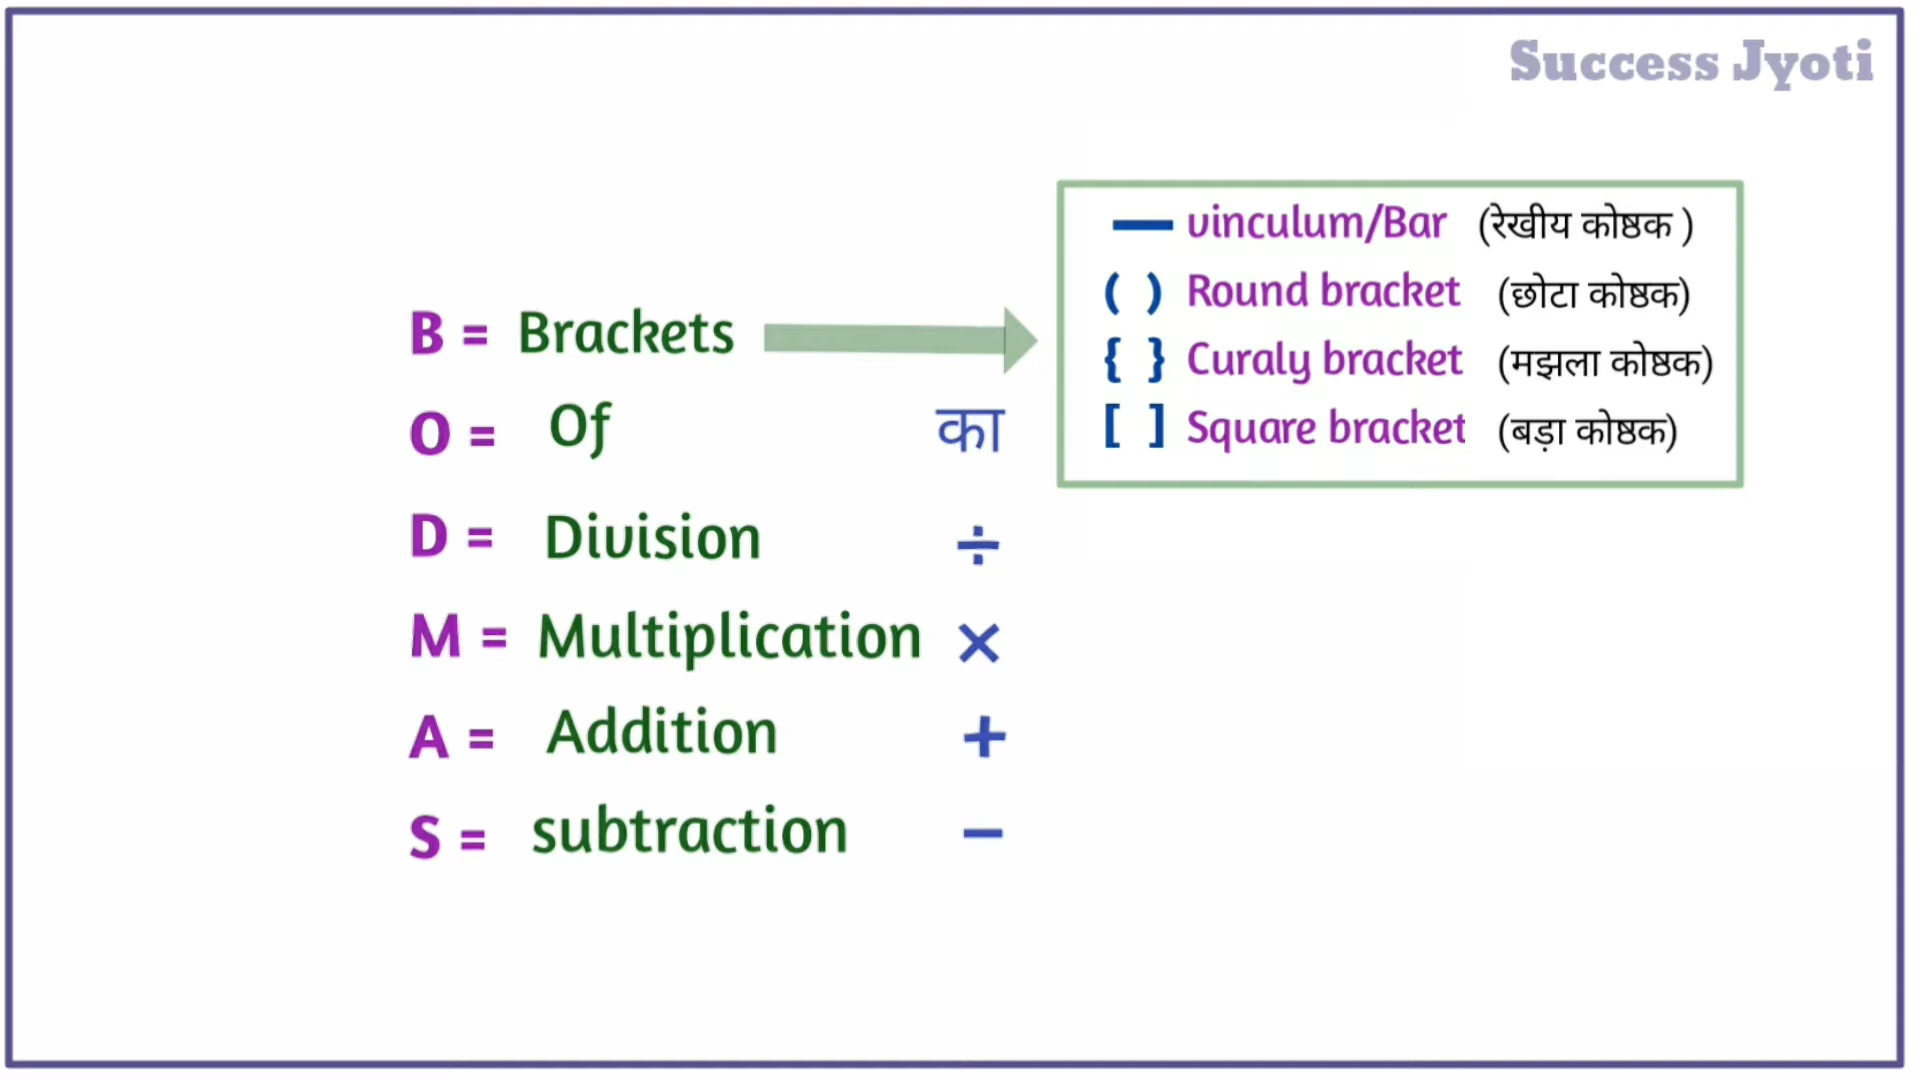 Success Jyoti
— vinculum/Bar (रेखीय कोष्ठक )
( ) Round bracket (छोटा कोष्ठक)
{ } Curaly bracket (मझला कोष्ठक)
[ ] Square bracket (बड़ा कोष्ठक)
B = Brackets
O = Of का
D = Division ÷
M = Multiplication ×
A = Addition +
S = subtraction −